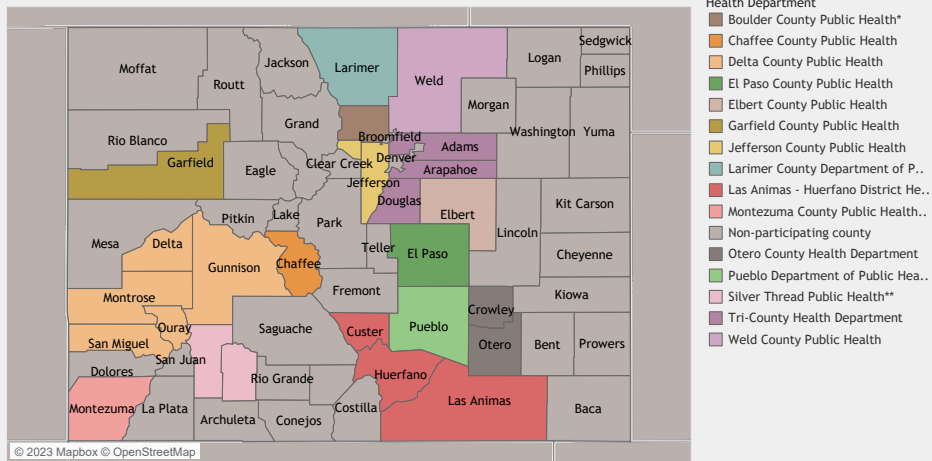 Health Department
Boulder County Public Health*
Chaffee County Public Health
Delta County Public Health
El Paso County Public Health
Elbert County Public Health
Garfield County Public Health
Jefferson County Public Health
Larimer County Department of P..
Las Animas - Huerfano District He..
Montezuma County Public Health..
Non-participating county
Otero County Health Department
Pueblo Department of Public Hea..
Silver Thread Public Health**
Tri-County Health Department
Weld County Public Health
Moffat
Routt
Jackson
Larimer
Weld
Logan
Sedgwick
Phillips
Morgan
Grand
Washington
Yuma
Rio Blanco
Broomfield
Adams
Garfield
Eagle
Clear Creek
Denver
Arapahoe
Jefferson
Douglas
Kit Carson
Pitkin
Lake
Park
Elbert
Lincoln
Mesa
Delta
Teller
El Paso
Cheyenne
Gunnison
Chaffee
Fremont
Kiowa
Montrose
Crowley
Ouray
Saguache
Custer
Pueblo
San Miguel
Otero
Bent
Prowers
San Juan
Dolores
Rio Grande
Huerfano
Montezuma
La Plata
Costilla
Las Animas
Baca
Archuleta
Conejos
© 2023 Mapbox © OpenStreetMap